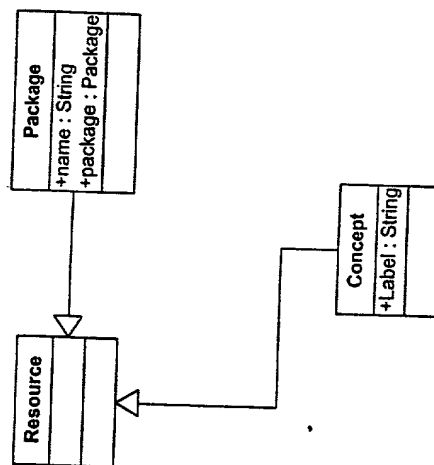 Package
+name : String
+package : Package
Resource
Concept
+Label : String